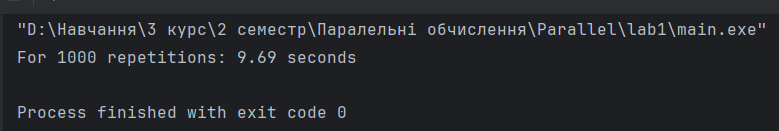 "D:\Навчання\3 курс\2 семестр\Паралельні обчислення\Parallel\lab1\main.exe"
For 1000 repetitions: 9.69 seconds
Process finished with exit code 0